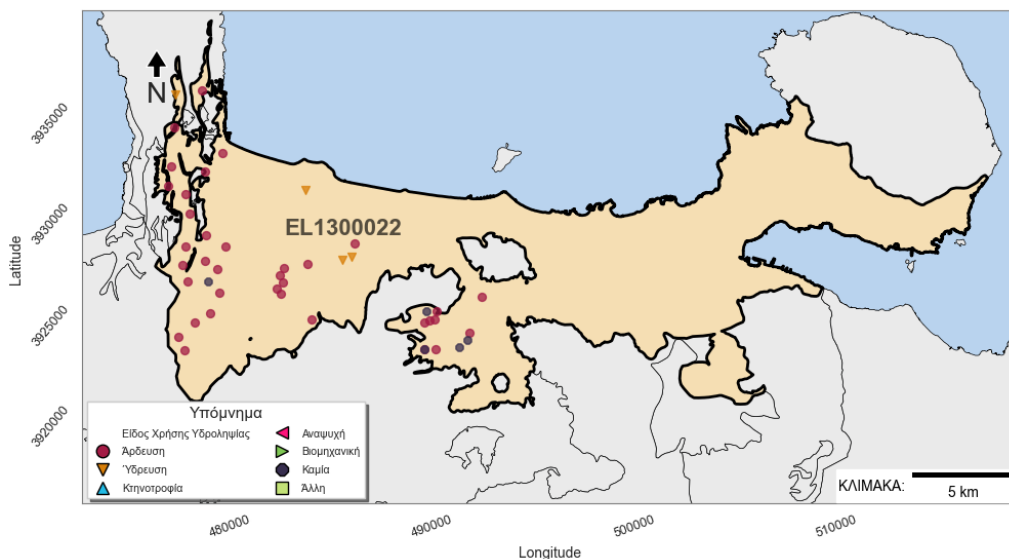 N
EL1300022
Latitude
3935000
3930000
3925000
3920000
Υπόμνημα
Είδος Χρήσης Υδροληψίας
Άρδευση
Ύδρευση
Κτηνοτροφία
Αναψυχή
Βιομηχανική
Καμία
Άλλη
ΚΛΙΜΑΚΑ:
5 km
480000
490000
500000
510000
Longitude